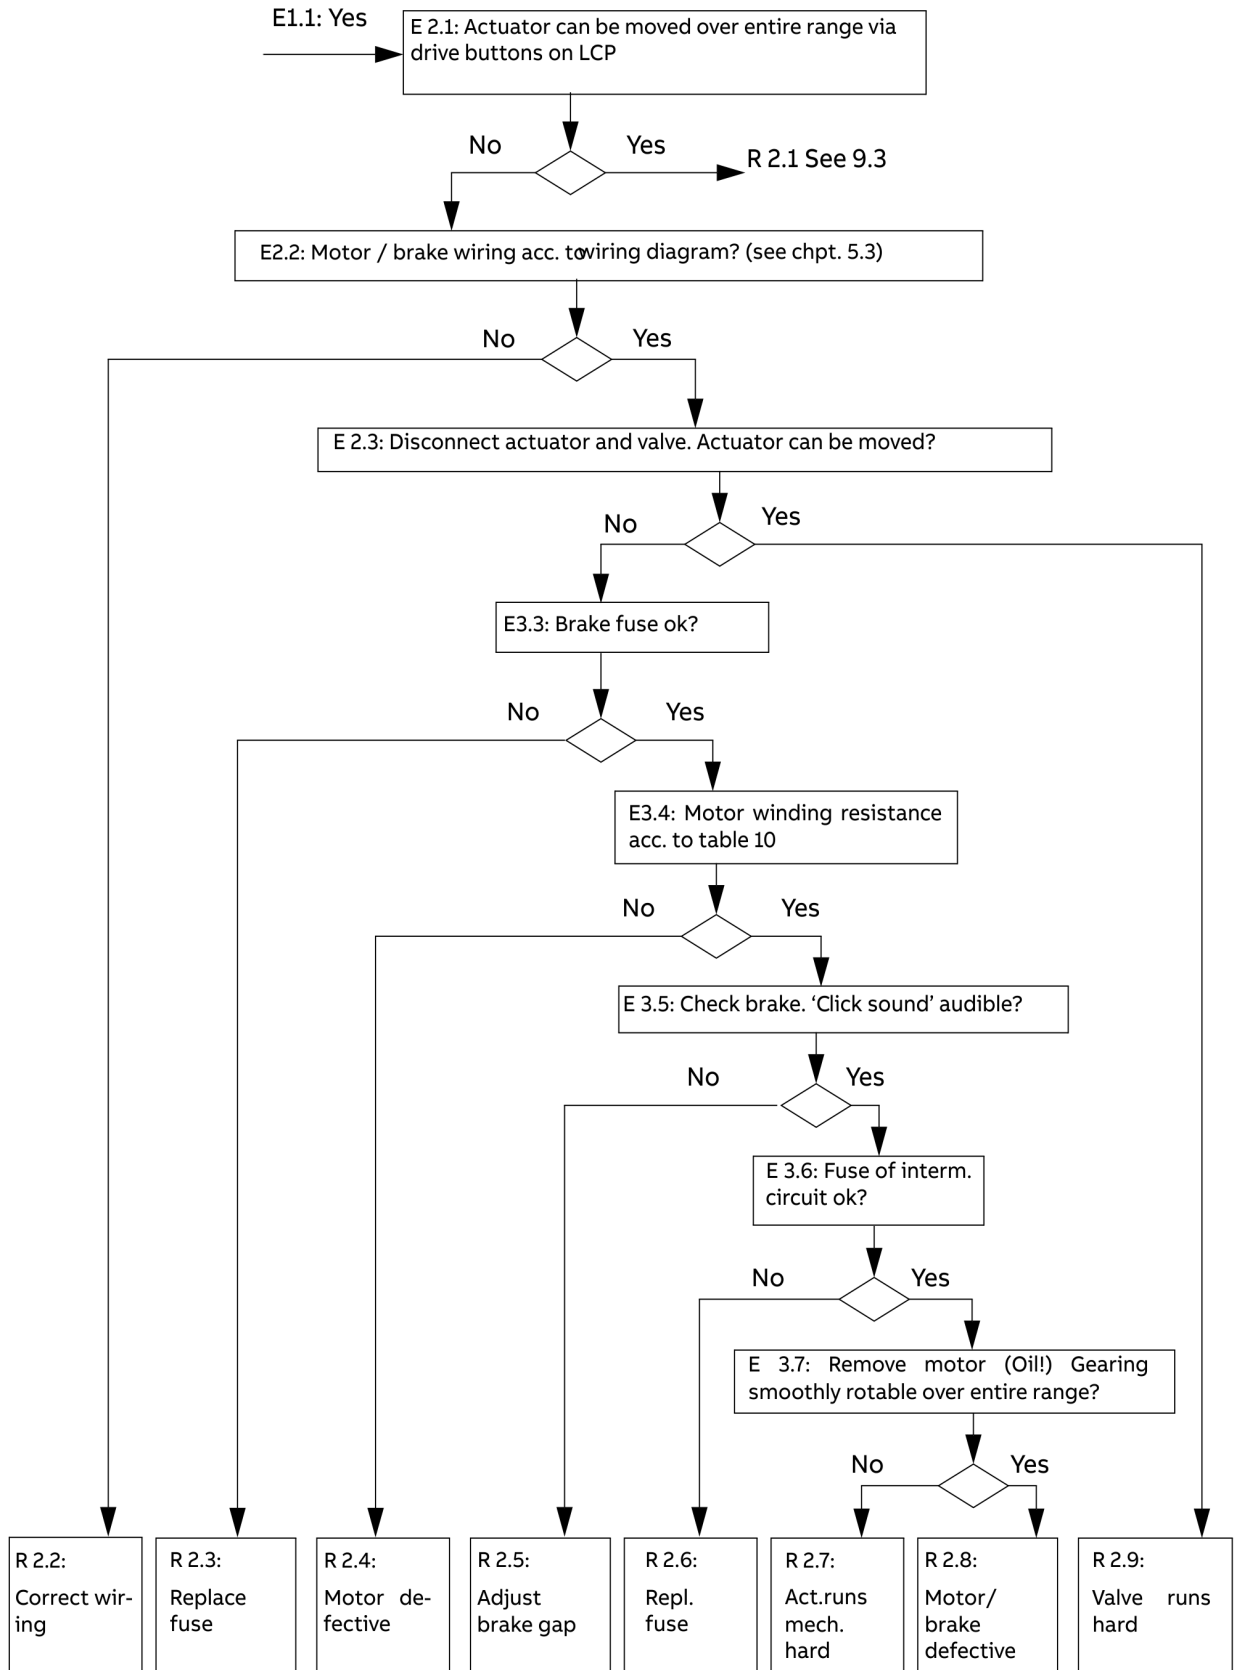 E1.1: Yes
E 2.1: Actuator can be moved over entire range via
drive buttons on LCP
No
Yes
R 2.1 See 9.3
E2.2: Motor / brake wiring acc. to wiring diagram? (see chpt. 5.3)
No
Yes
E 2.3: Disconnect actuator and valve. Actuator can be moved?
No
Yes
E3.3: Brake fuse ok?
No
Yes
E3.4: Motor winding resistance
acc. to table 10
No
Yes
E 3.5: Check brake. ‘Click sound’ audible?
No
Yes
E 3.6: Fuse of interm.
circuit ok?
No
Yes
E 3.7: Remove motor (Oil!) Gearing
smoothly rotable over entire range?
No
Yes
R 2.2:
Correct wir-
ing
R 2.3:
Replace
fuse
R 2.4:
Motor de-
fective
R 2.5:
Adjust
brake gap
R 2.6:
Repl.
fuse
R 2.7:
Act.runs
mech.
hard
R 2.8:
Motor/
brake
defective
R 2.9:
Valve runs
hard